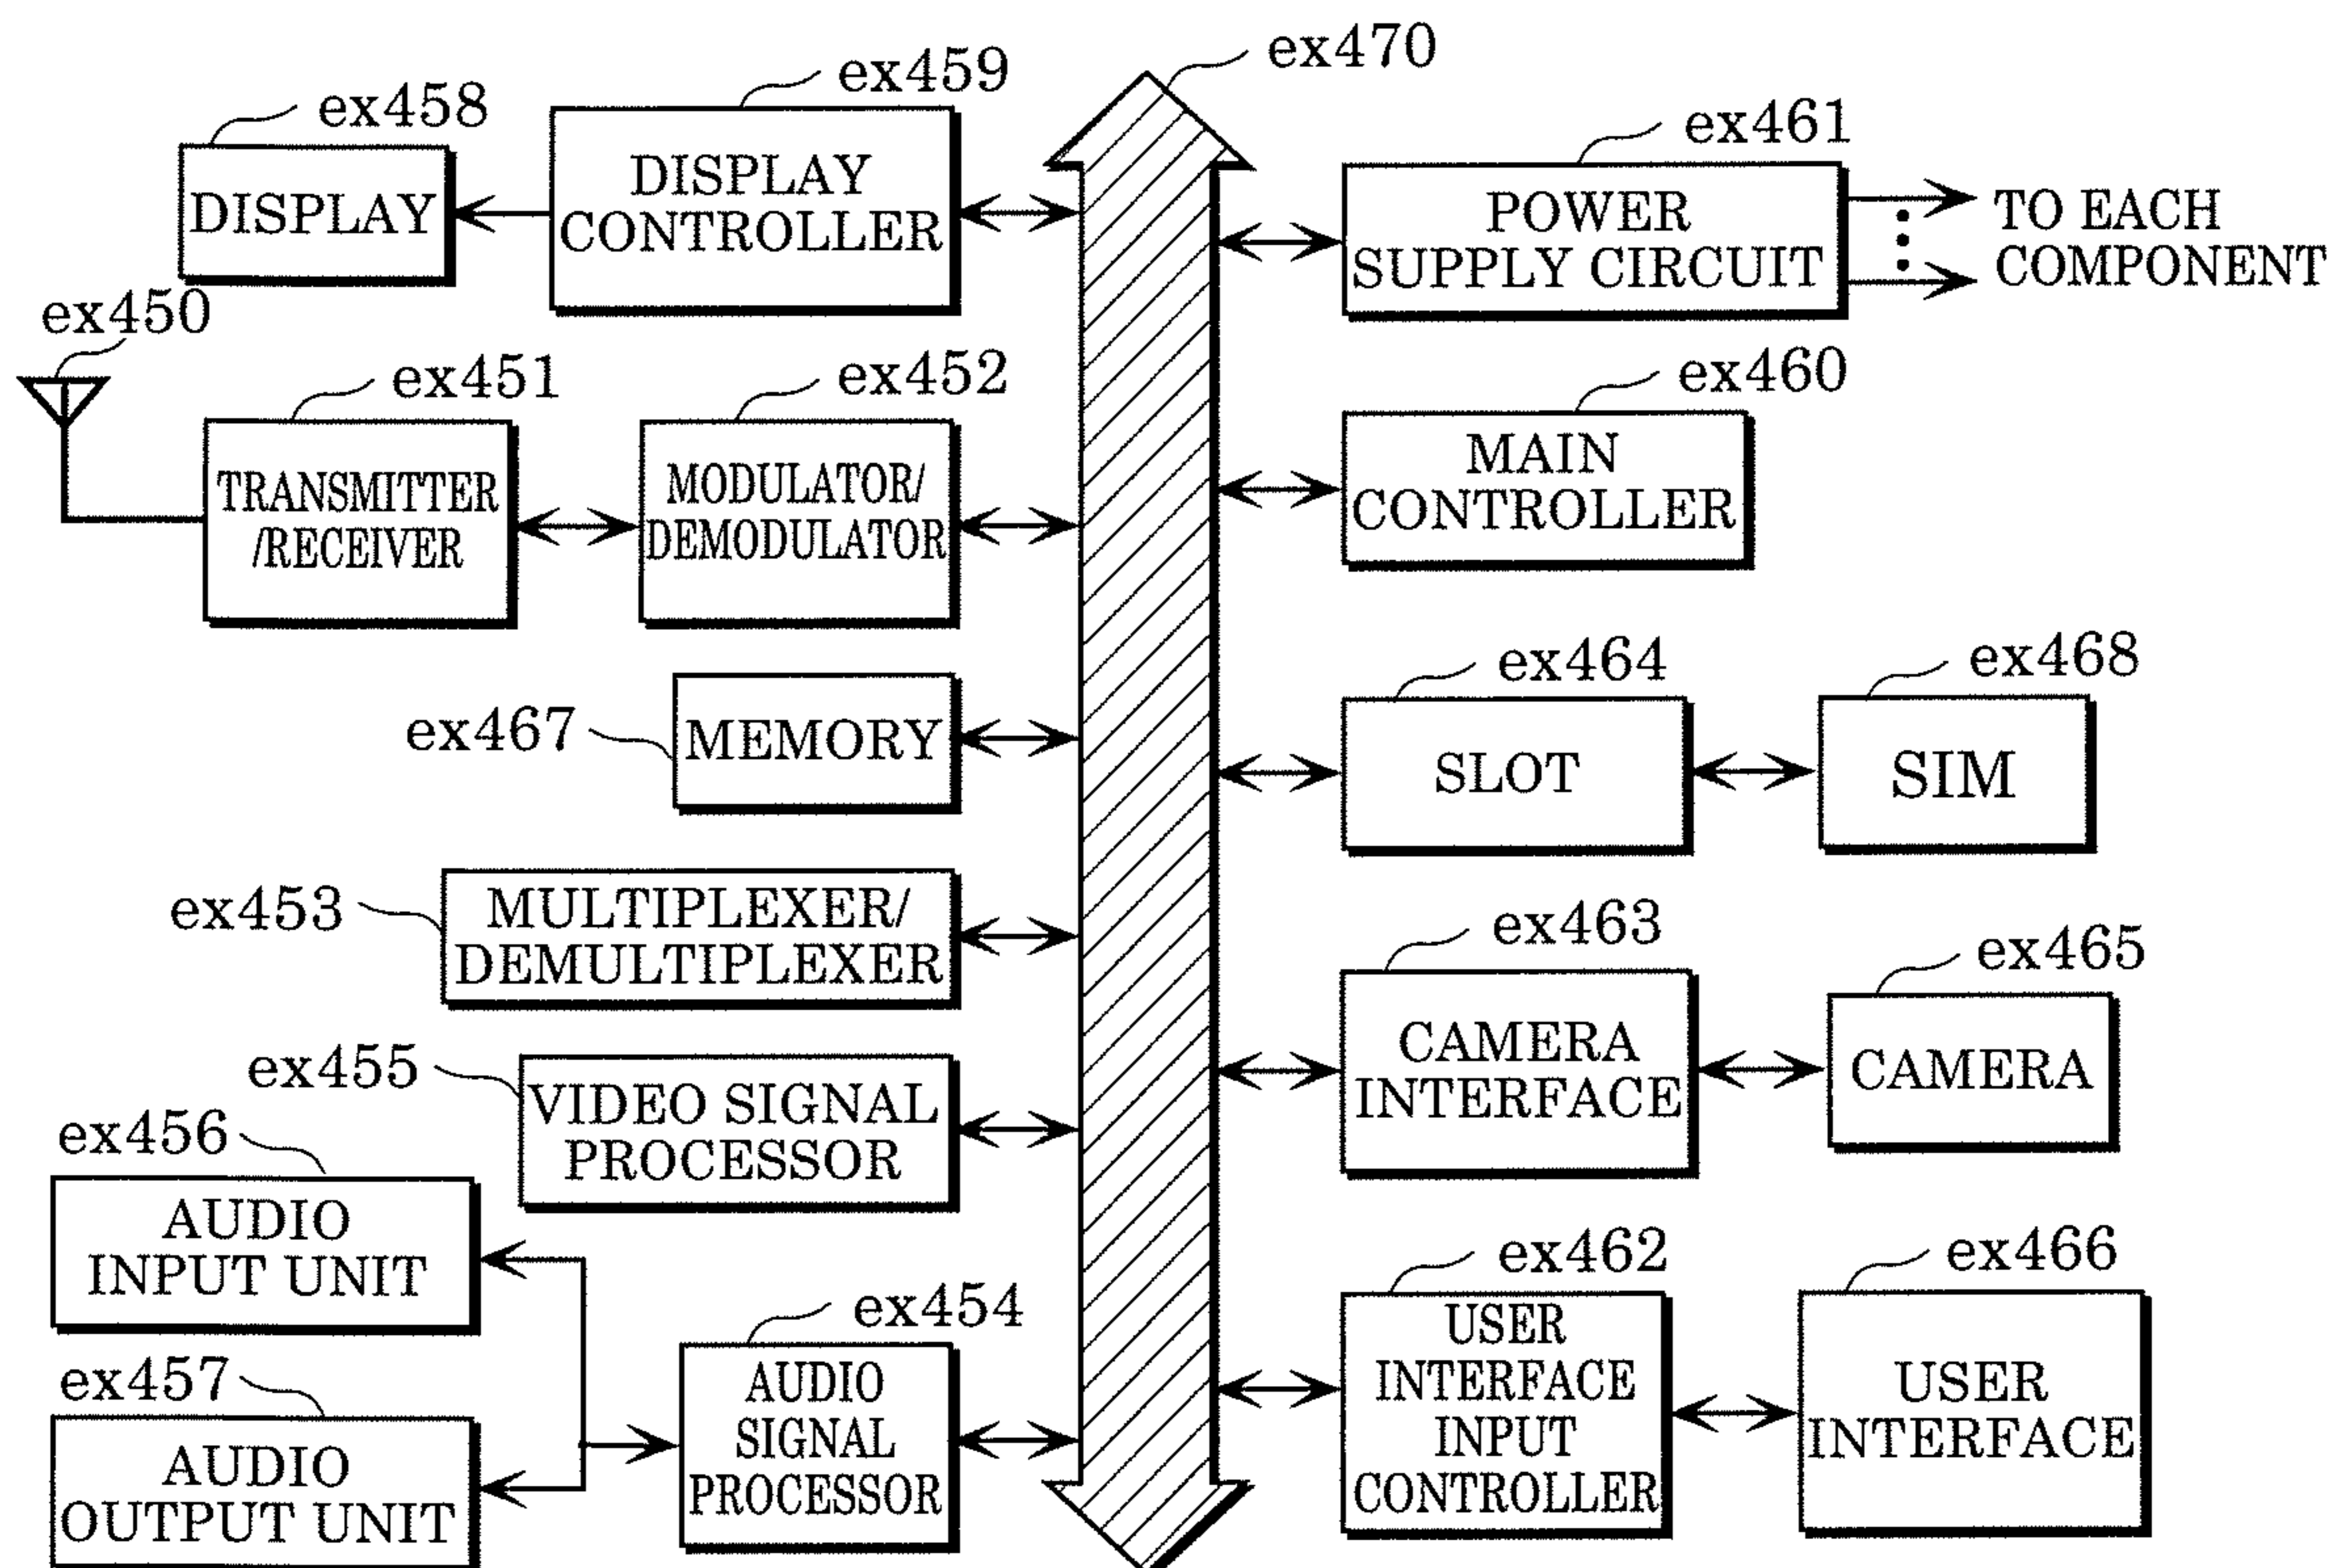 ex470
ex459
ex458
DISPLAY
DISPLAY
CONTROLLER
ex461
POWER
SUPPLY CIRCUIT
TO EACH
COMPONENT
ex450
ex451
TRANSMITTER
/RECEIVER
ex452
MODULATOR/
DEMODULATOR
ex460
MAIN
CONTROLLER
ex467
MEMORY
ex464
SLOT
ex468
SIM
ex453
MULTIPLEXER/
DEMULTIPLEXER
ex463
CAMERA
INTERFACE
ex465
CAMERA
ex455
VIDEO SIGNAL
PROCESSOR
ex456
AUDIO
INPUT UNIT
ex457
AUDIO
OUTPUT UNIT
ex454
AUDIO
SIGNAL
PROCESSOR
ex462
USER
INTERFACE
INPUT
CONTROLLER
ex466
USER
INTERFACE